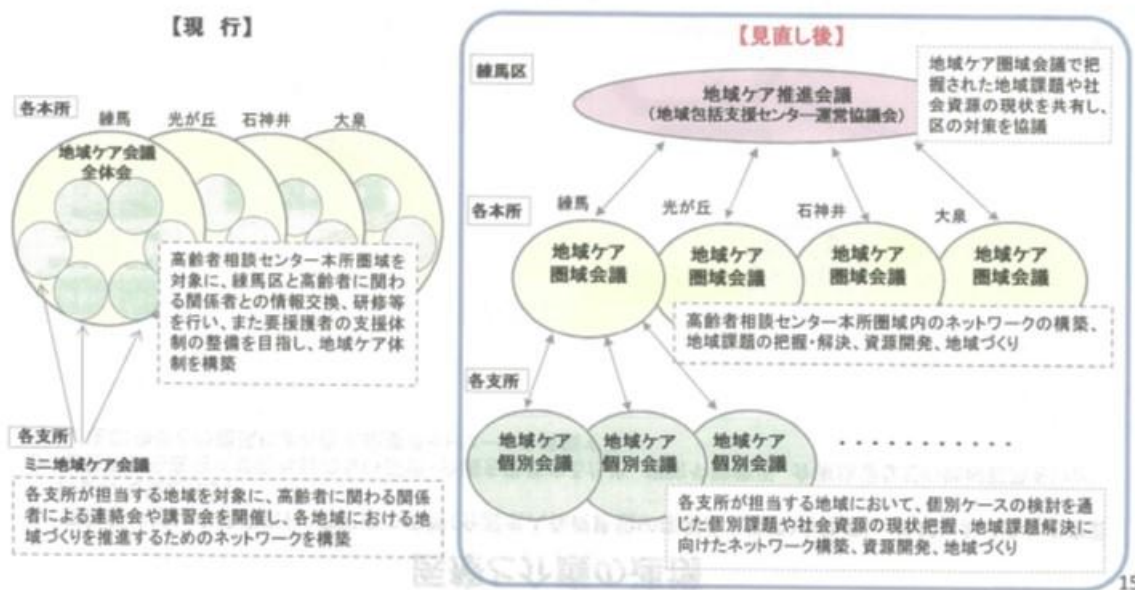 【現 行】
各本所
練馬
光が丘
石神井
大泉
地域ケア会議
全体会
高齢者相談センター本所圏域を
対象に、練馬区と高齢者に関わ
る関係者との情報交換、研修等
を行い、また要援護者の支援体
制の整備を目指し、地域ケア体
制を構築
各支所
ミニ地域ケア会議
各支所が担当する地域を対象に、高齢者に関わる関係
者による連絡会や講習会を開催し、各地域における地
域づくりを推進するためのネットワークを構築
【見直し後】
練馬区
地域ケア推進会議
(地域包括支援センター運営協議会)
地域ケア圏域会議で把
握された地域課題や社
会資源の現状を共有し、
区の対策を協議
各本所
練馬
光が丘
石神井
大泉
地域ケア
圏域会議
地域ケア
圏域会議
地域ケア
圏域会議
地域ケア
圏域会議
高齢者相談センター本所圏域内のネットワークの構築、
地域課題の把握・解決、資源開発、地域づくり
各支所
地域ケア
個別会議
地域ケア
個別会議
地域ケア
個別会議
・・・・・・・・・・・
各支所が担当する地域において、個別ケースの検討を通
じた個別課題や社会資源の現状把握、地域課題解決に
向けたネットワーク構築、資源開発、地域づくり
医療と介護の連携
15